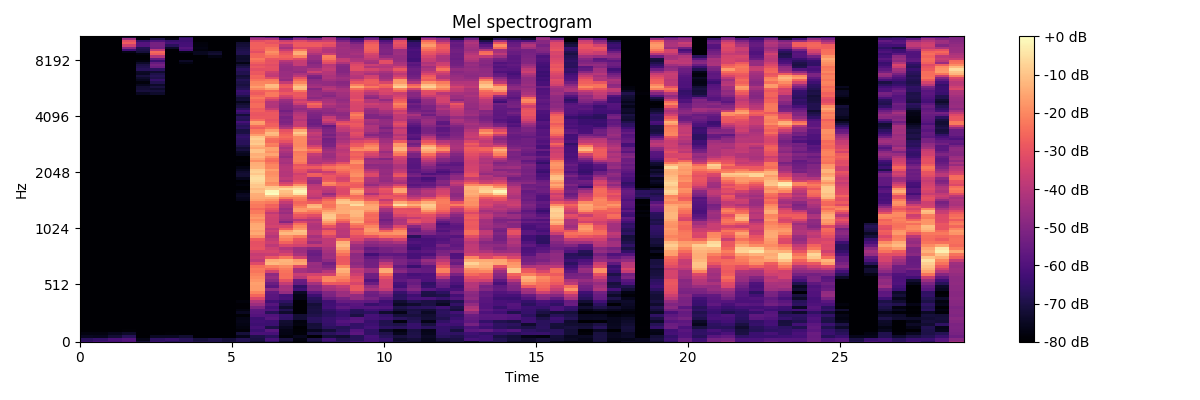 Mel spectrogram
Hz
8192
4096
2048
1024
512
0
0 5 10 15 20 25
Time
+0 dB
-10 dB
-20 dB
-30 dB
-40 dB
-50 dB
-60 dB
-70 dB
-80 dB